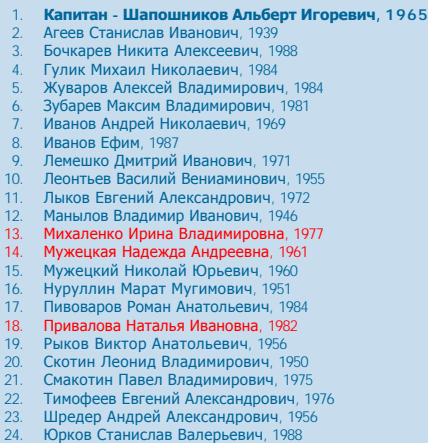 1. Капитан - Шапошников Альберт Игоревич, 1965
2. Агеев Станислав Иванович, 1939
3. Бочкарев Никита Алексеевич, 1988
4. Гулик Михаил Николаевич, 1984
5. Жуваров Алексей Владимирович, 1984
6. Зубарев Максим Владимирович, 1981
7. Иванов Андрей Николаевич, 1969
8. Иванов Ефим, 1987
9. Лемешко Дмитрий Иванович, 1971
10. Леонтьев Василий Вениаминович, 1955
11. Лыков Евгений Александрович, 1972
12. Манылов Владимир Иванович, 1946
13. Михаленко Ирина Владимировна, 1977
14. Мужецкая Надежда Андреевна, 1961
15. Мужецкий Николай Юрьевич, 1960
16. Нуруллин Марат Мугимович, 1951
17. Пивоваров Роман Анатольевич, 1984
18. Привалова Наталья Ивановна, 1982
19. Рыков Виктор Анатольевич, 1956
20. Скотин Леонид Владимирович, 1950
21. Смакотин Павел Владимирович, 1975
22. Тимофеев Евгений Александрович, 1976
23. Шредер Андрей Александрович, 1956
24. Юрков Станислав Валерьевич, 1988